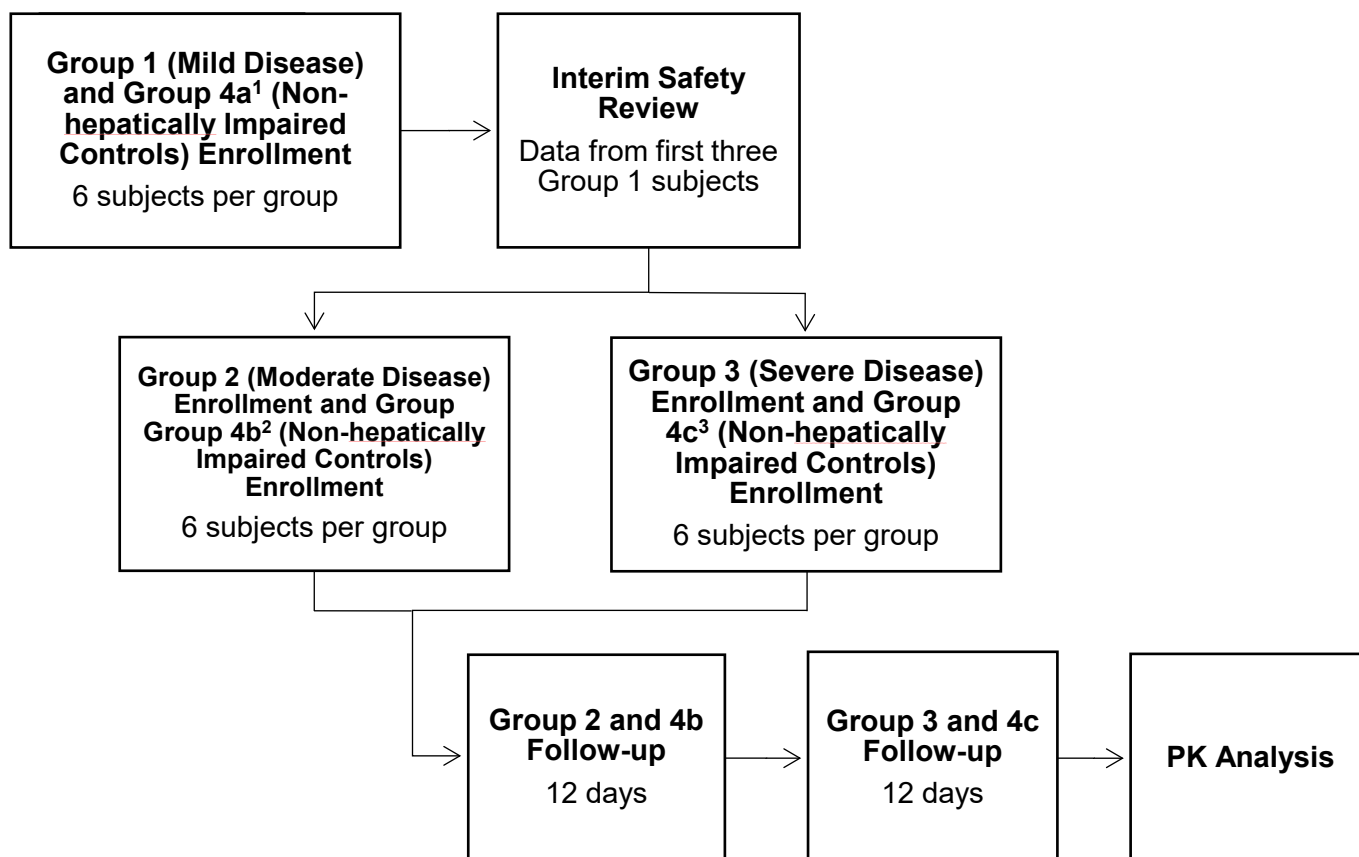 Group 1 (Mild Disease)
and Group 4a¹ (Non-
hepatically Impaired
Controls) Enrollment
6 subjects per group
Interim Safety
Review
Data from first three
Group 1 subjects
Group 2 (Moderate Disease)
Enrollment and Group
Group 4b² (Non-hepatically
Impaired Controls)
Enrollment
6 subjects per group
Group 3 (Severe Disease)
Enrollment and Group
4c³ (Non-hepatically
Impaired Controls)
Enrollment
6 subjects per group
Group 2 and 4b
Follow-up
12 days
Group 3 and 4c
Follow-up
12 days
PK Analysis